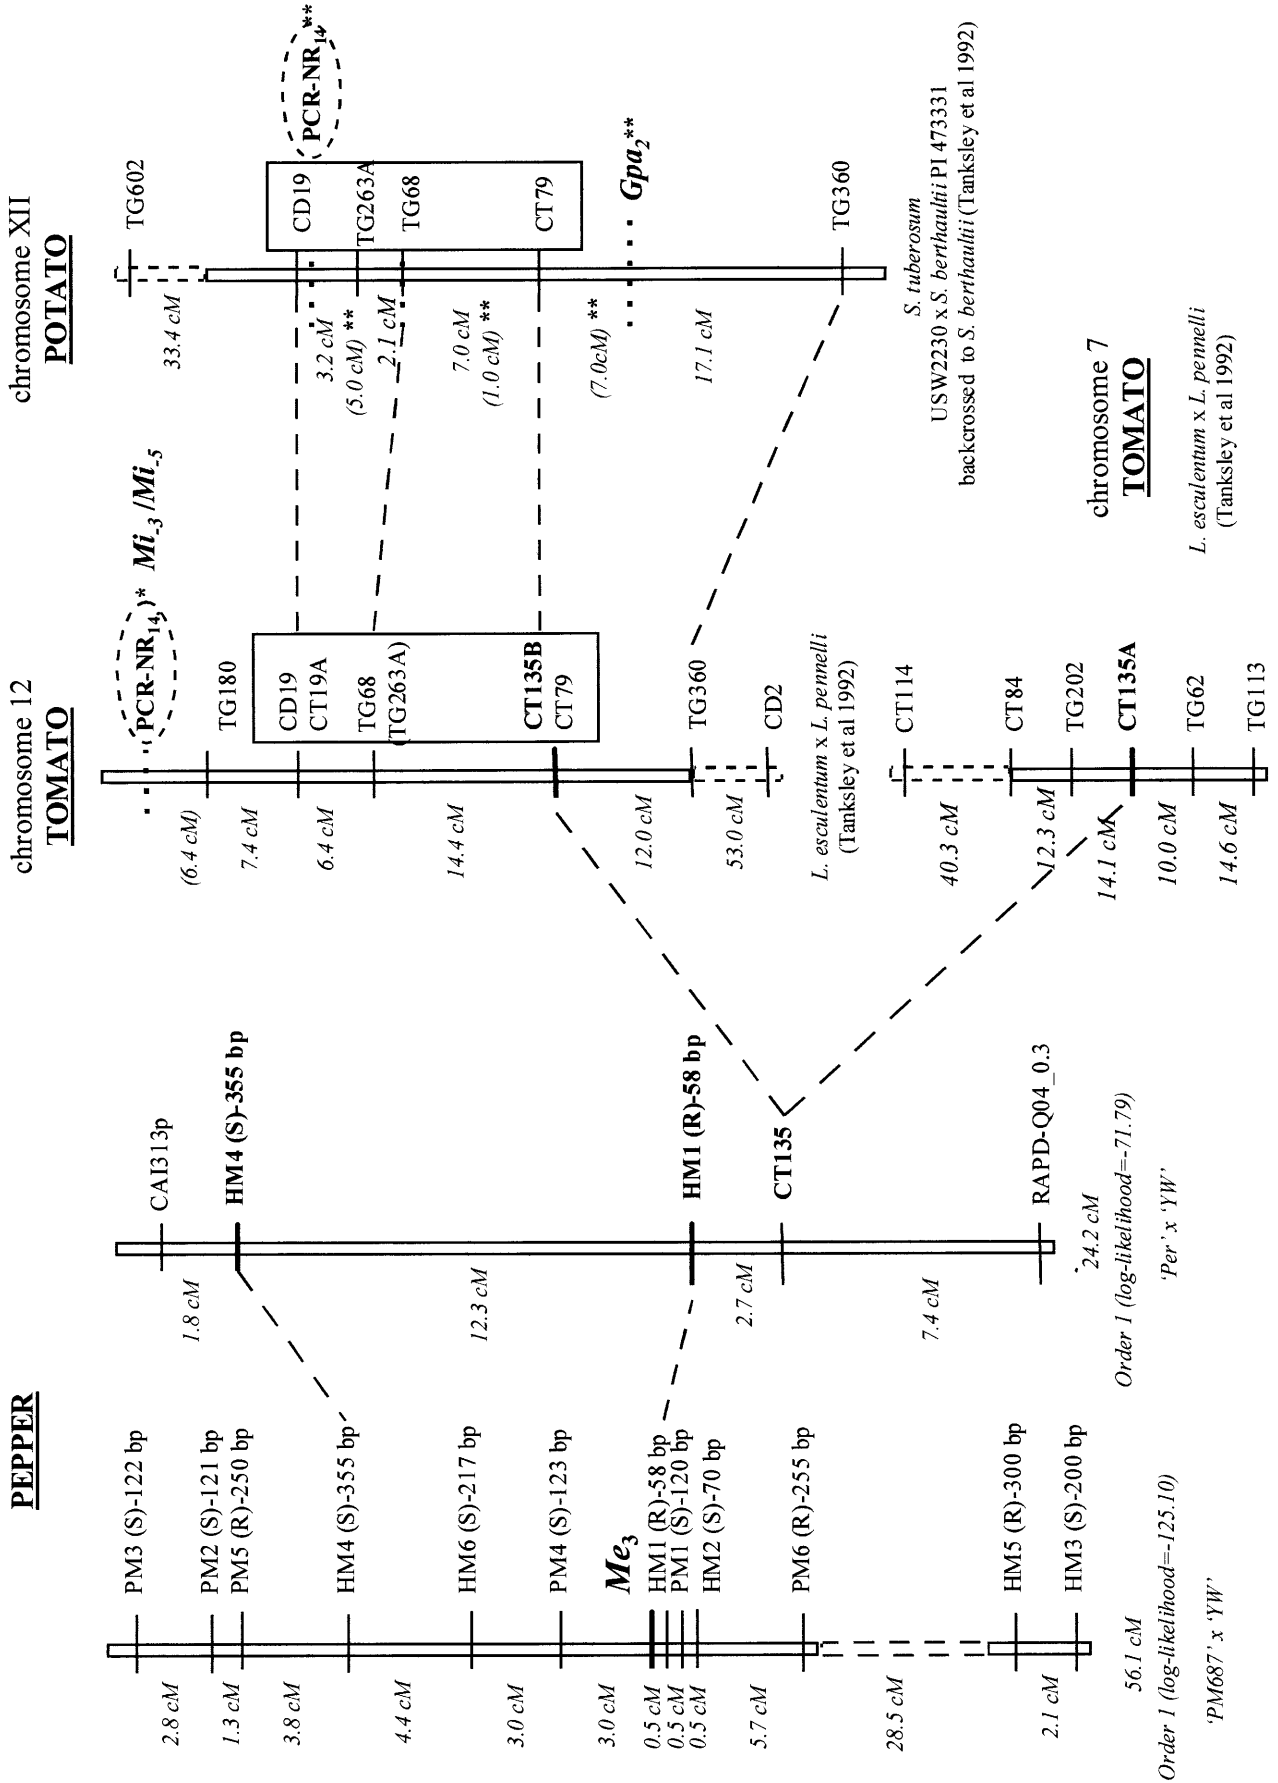 PEPPER
PM3 (S)-122 bp
PM2 (S)-121 bp
PM5 (R)-250 bp
HM4 (S)-355 bp
HM6 (S)-217 bp
PM4 (S)-123 bp
Me3
HM1 (R)-58 bp
PM1 (S)-120 bp
HM2 (S)-70 bp
PM6 (R)-255 bp
HM5 (R)-300 bp
HM3 (S)-200 bp
2.8 cM
1.3 cM
3.8 cM
4.4 cM
3.0 cM
3.0 cM
0.5 cM
0.5 cM
0.5 cM
5.7 cM
28.5 cM
2.1 cM
56.1 cM
Order 1 (log-likelihood=-125.10)
‘PM687’ x ‘YW’
CAI313p
HM4 (S)-355 bp
HM1 (R)-58 bp
CT135
RAPD-Q04_0.3
1.8 cM
12.3 cM
2.7 cM
7.4 cM
24.2 cM
Order 1 (log-likelihood=-71.79)
‘Per’ x ‘YW’
chromosome 12
TOMATO
PCR-NR14)* Mi-3 /Mi-5
TG180
CD19
CT19A
TG68
(TG263A)
CT135B
CT79
TG360
CD2
(6.4 cM)
7.4 cM
6.4 cM
14.4 cM
12.0 cM
53.0 cM
L. esculentum x L. pennelli
(Tanksley et al 1992)
CT114
CT84
TG202
CT135A
TG62
TG113
40.3 cM
12.3 cM
14.1 cM
10.0 cM
14.6 cM
chromosome 7
TOMATO
L. esculentum x L. pennelli
(Tanksley et al 1992)
chromosome XII
POTATO
TG602
PCR-NR14**
CD19
TG263A
TG68
CT79
Gpa2**
TG360
33.4 cM
3.2 cM
(5.0 cM) **
2.1 cM
7.0 cM
(1.0 cM) **
(7.0cM) **
17.1 cM
S. tuberosum
USW2230 x S. berthaultii PI 473331
backcrossed to S. berthaultii (Tanksley et al 1992)